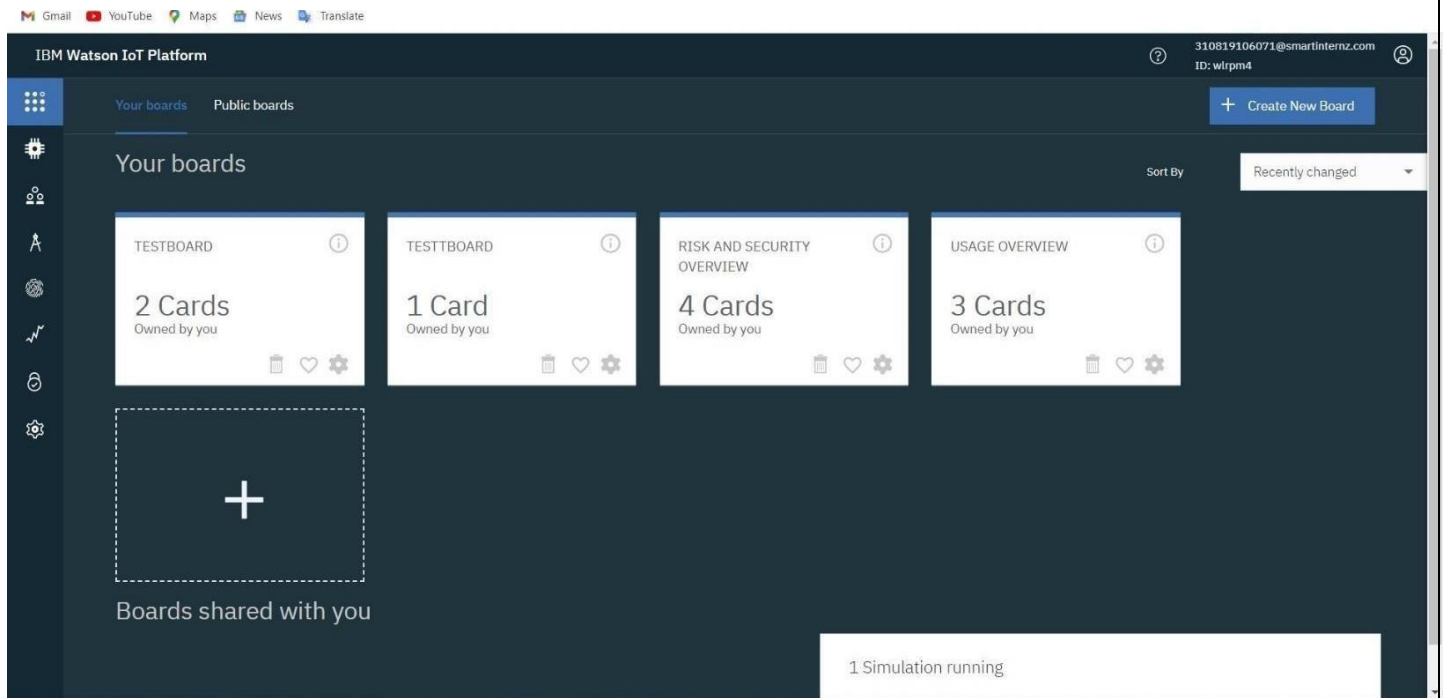 Gmail YouTube Maps News Translate
IBM Watson IoT Platform
310819106071@smartinternz.com
ID: wlrpm4
Your boards Public boards
+ Create New Board
Your boards
Sort By Recently changed
TESTBOARD
2 Cards
Owned by you
TESTTBOARD
1 Card
Owned by you
RISK AND SECURITY
OVERVIEW
4 Cards
Owned by you
USAGE OVERVIEW
3 Cards
Owned by you
Boards shared with you
1 Simulation running